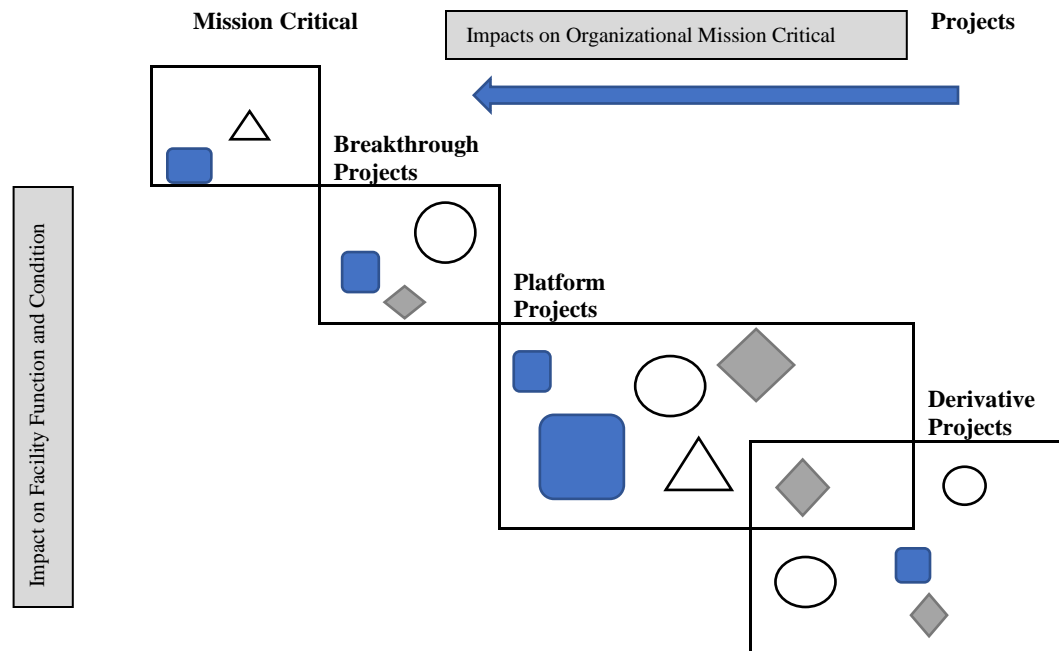 Mission Critical
Impacts on Organizational Mission Critical
Projects
Breakthrough
Projects
Impact on Facility Function and Condition
Platform
Projects
Derivative
Projects